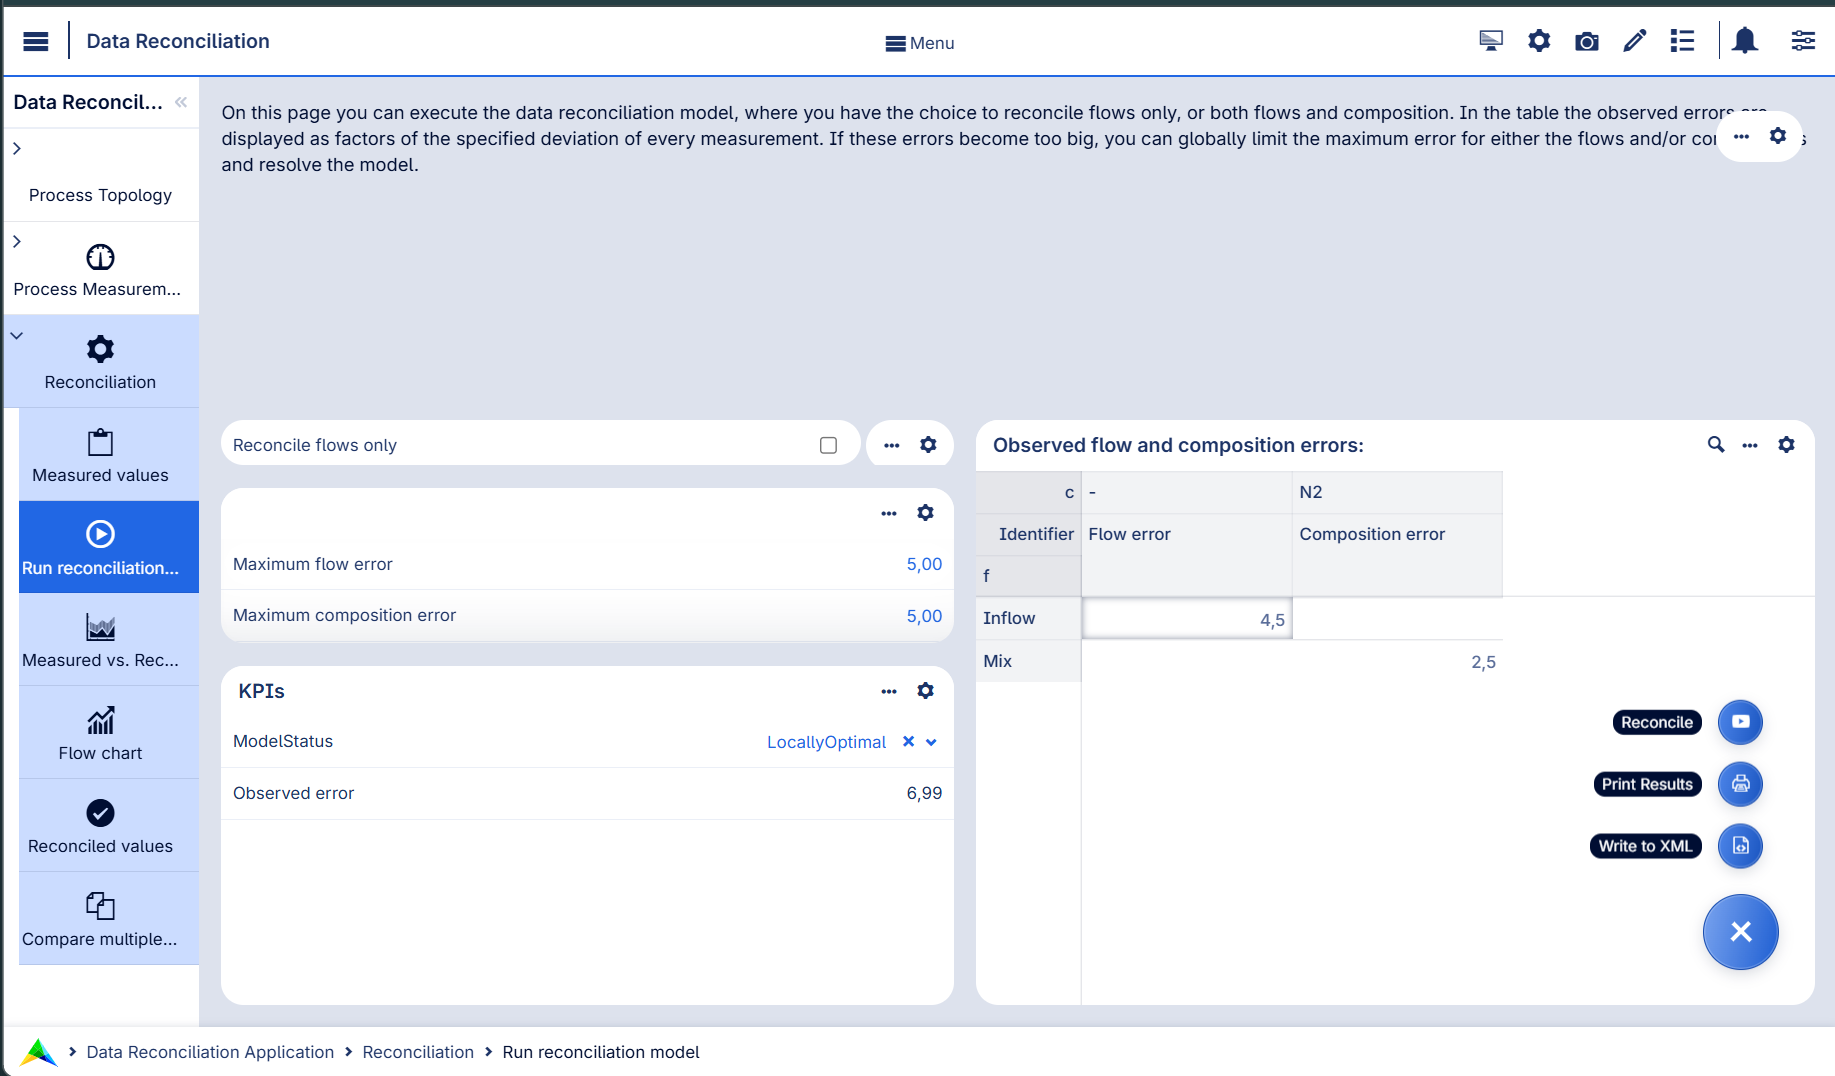 Data Reconciliation
Menu
Data Reconcil...
Process Topology
Process Measurem...
Reconciliation
Measured values
Run reconciliation...
Measured vs. Rec...
Flow chart
Reconciled values
Compare multiple...
On this page you can execute the data reconciliation model, where you have the choice to reconcile flows only, or both flows and composition. In the table the observed errors are
displayed as factors of the specified deviation of every measurement. If these errors become too big, you can globally limit the maximum error for either the flows and/or
and resolve the model.
Reconcile flows only
Maximum flow error 5,00
Maximum composition error 5,00
KPIs
ModelStatus LocallyOptimal
Observed error 6,99
Observed flow and composition errors:
c - N2
Identifier Flow error Composition error
f
Inflow 4,5
Mix 2,5
Reconcile
Print Results
Write to XML
Data Reconciliation Application > Reconciliation > Run reconciliation model